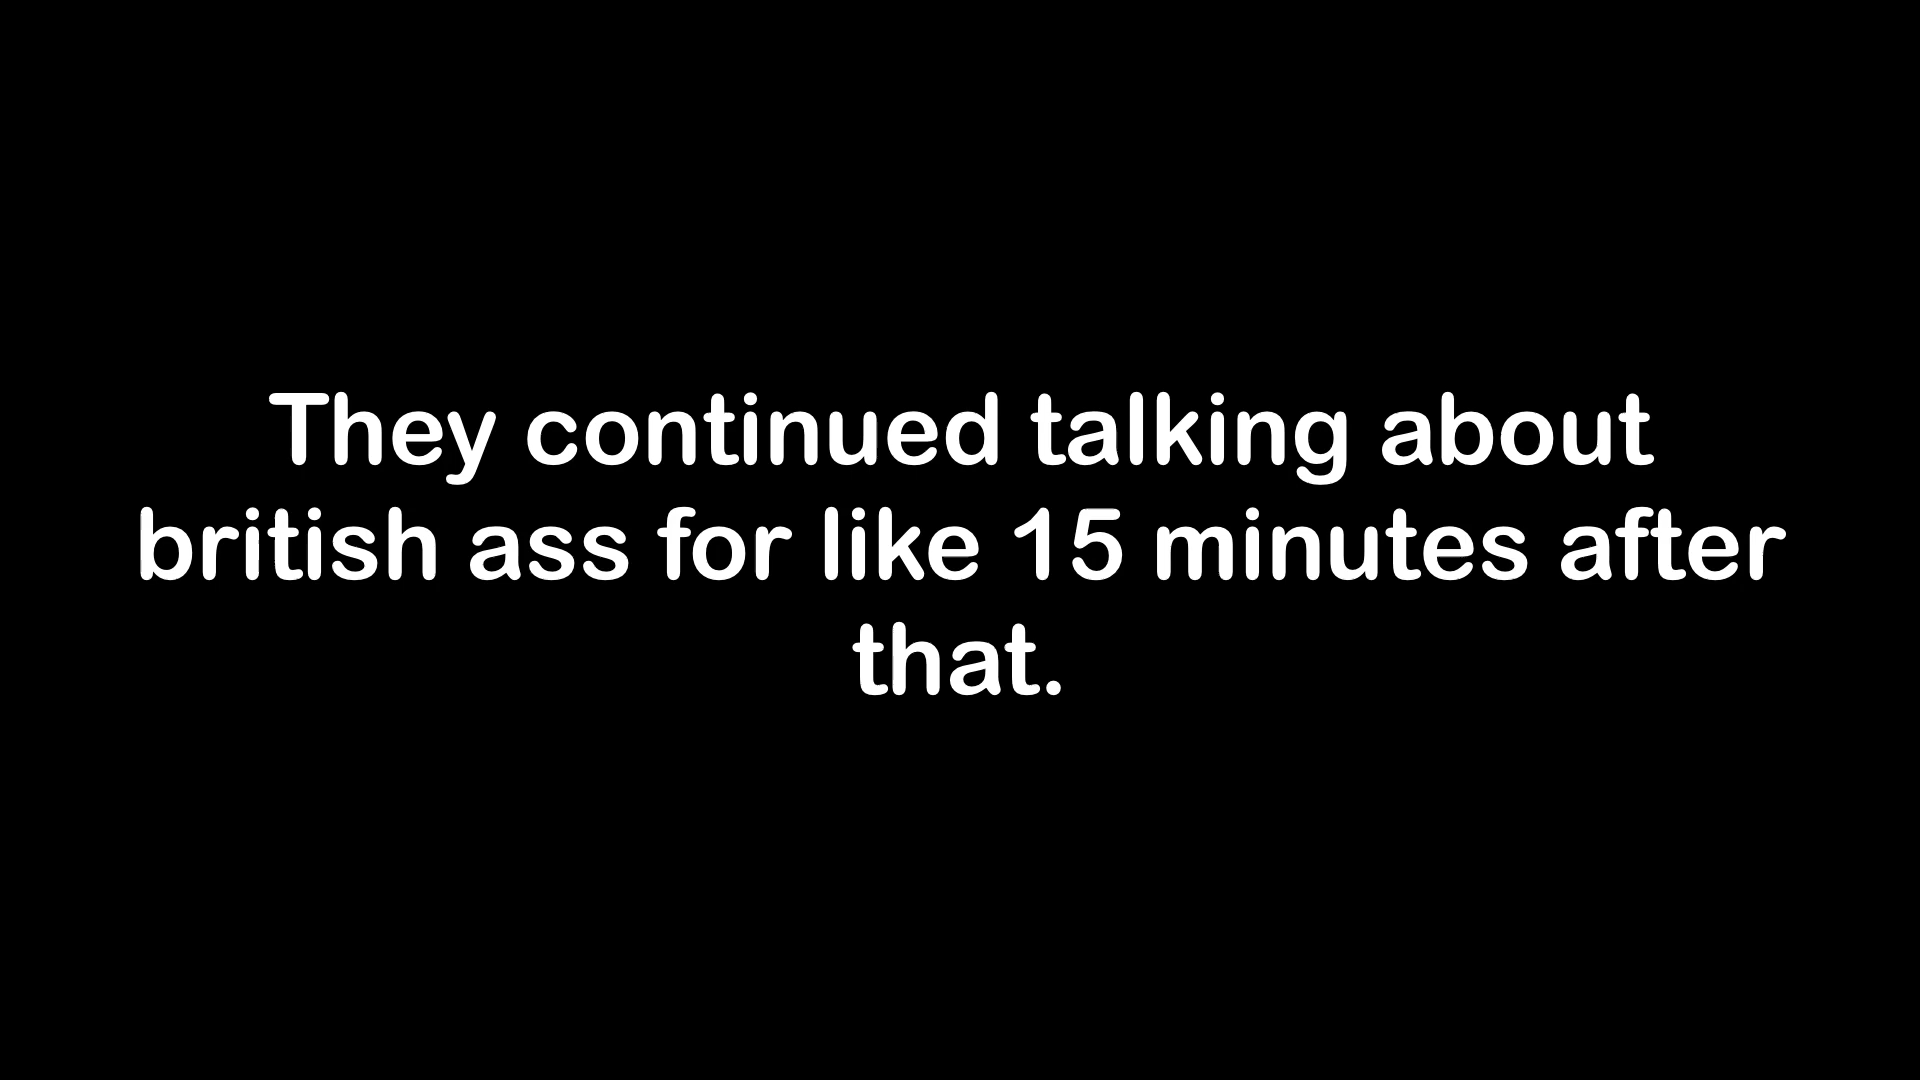 They continued talking about
british ass for like 15 minutes after
that.